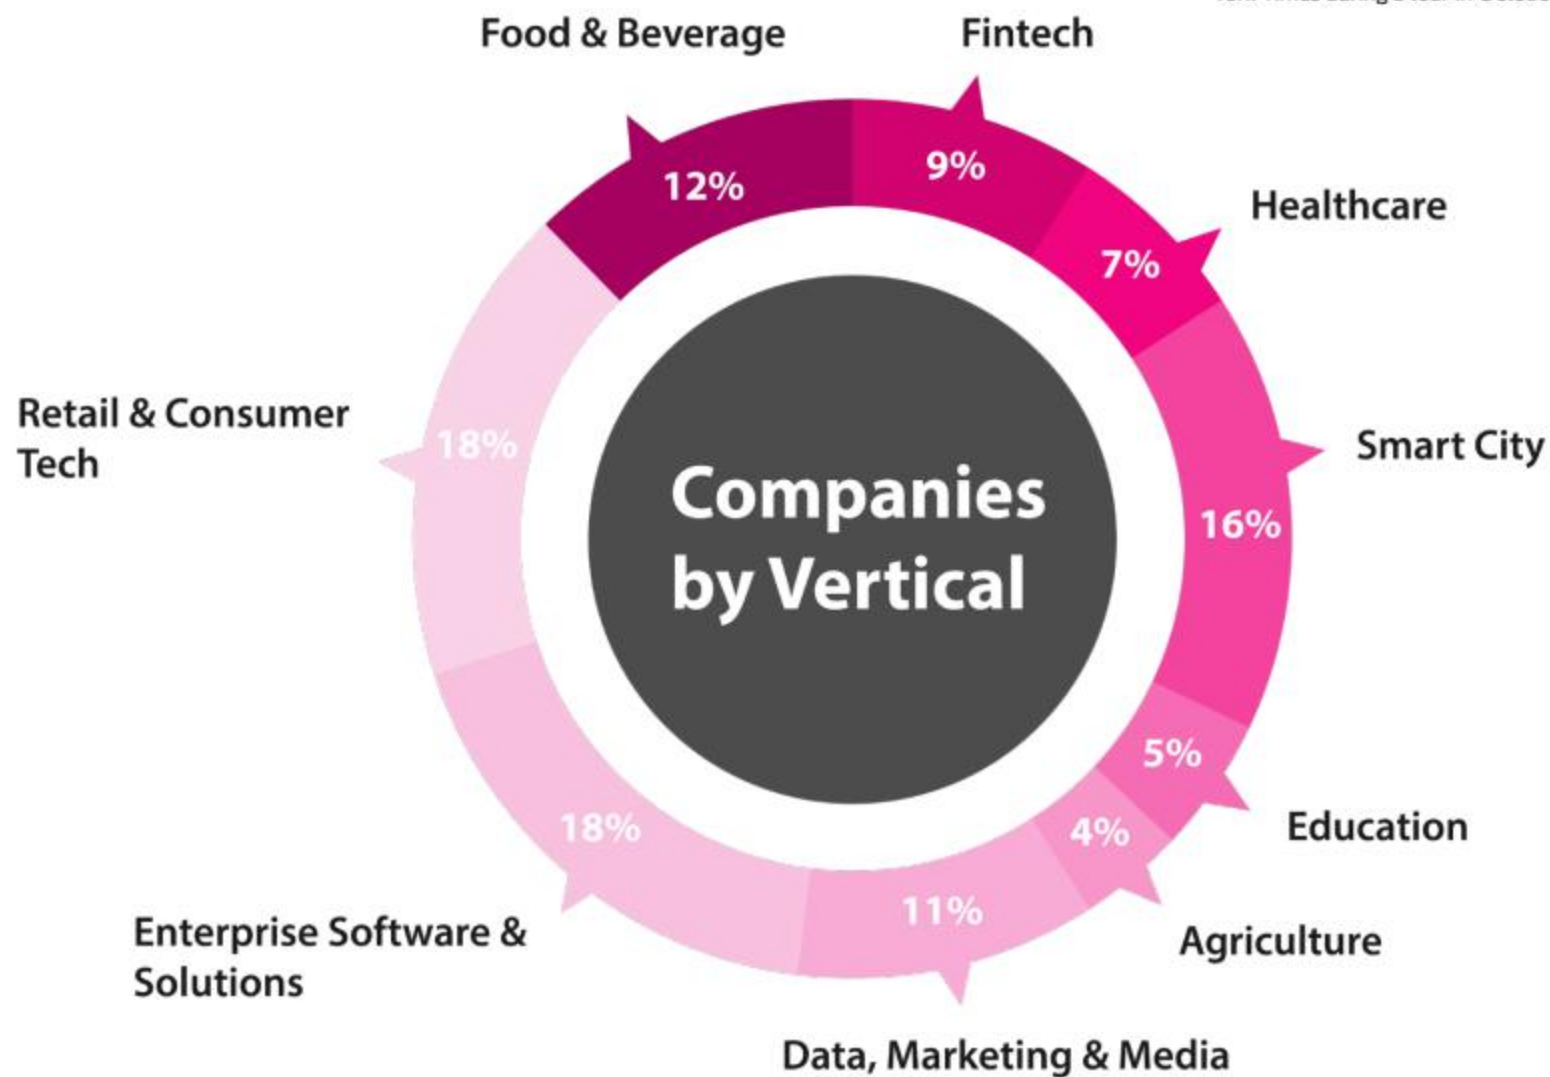 Food & Beverage
Fintech
12%
9%
Healthcare
7%
Retail & Consumer
Tech
18%
Smart City
16%
Companies
by Vertical
5%
Education
4%
Agriculture
18%
11%
Enterprise Software &
Solutions
Data, Marketing & Media